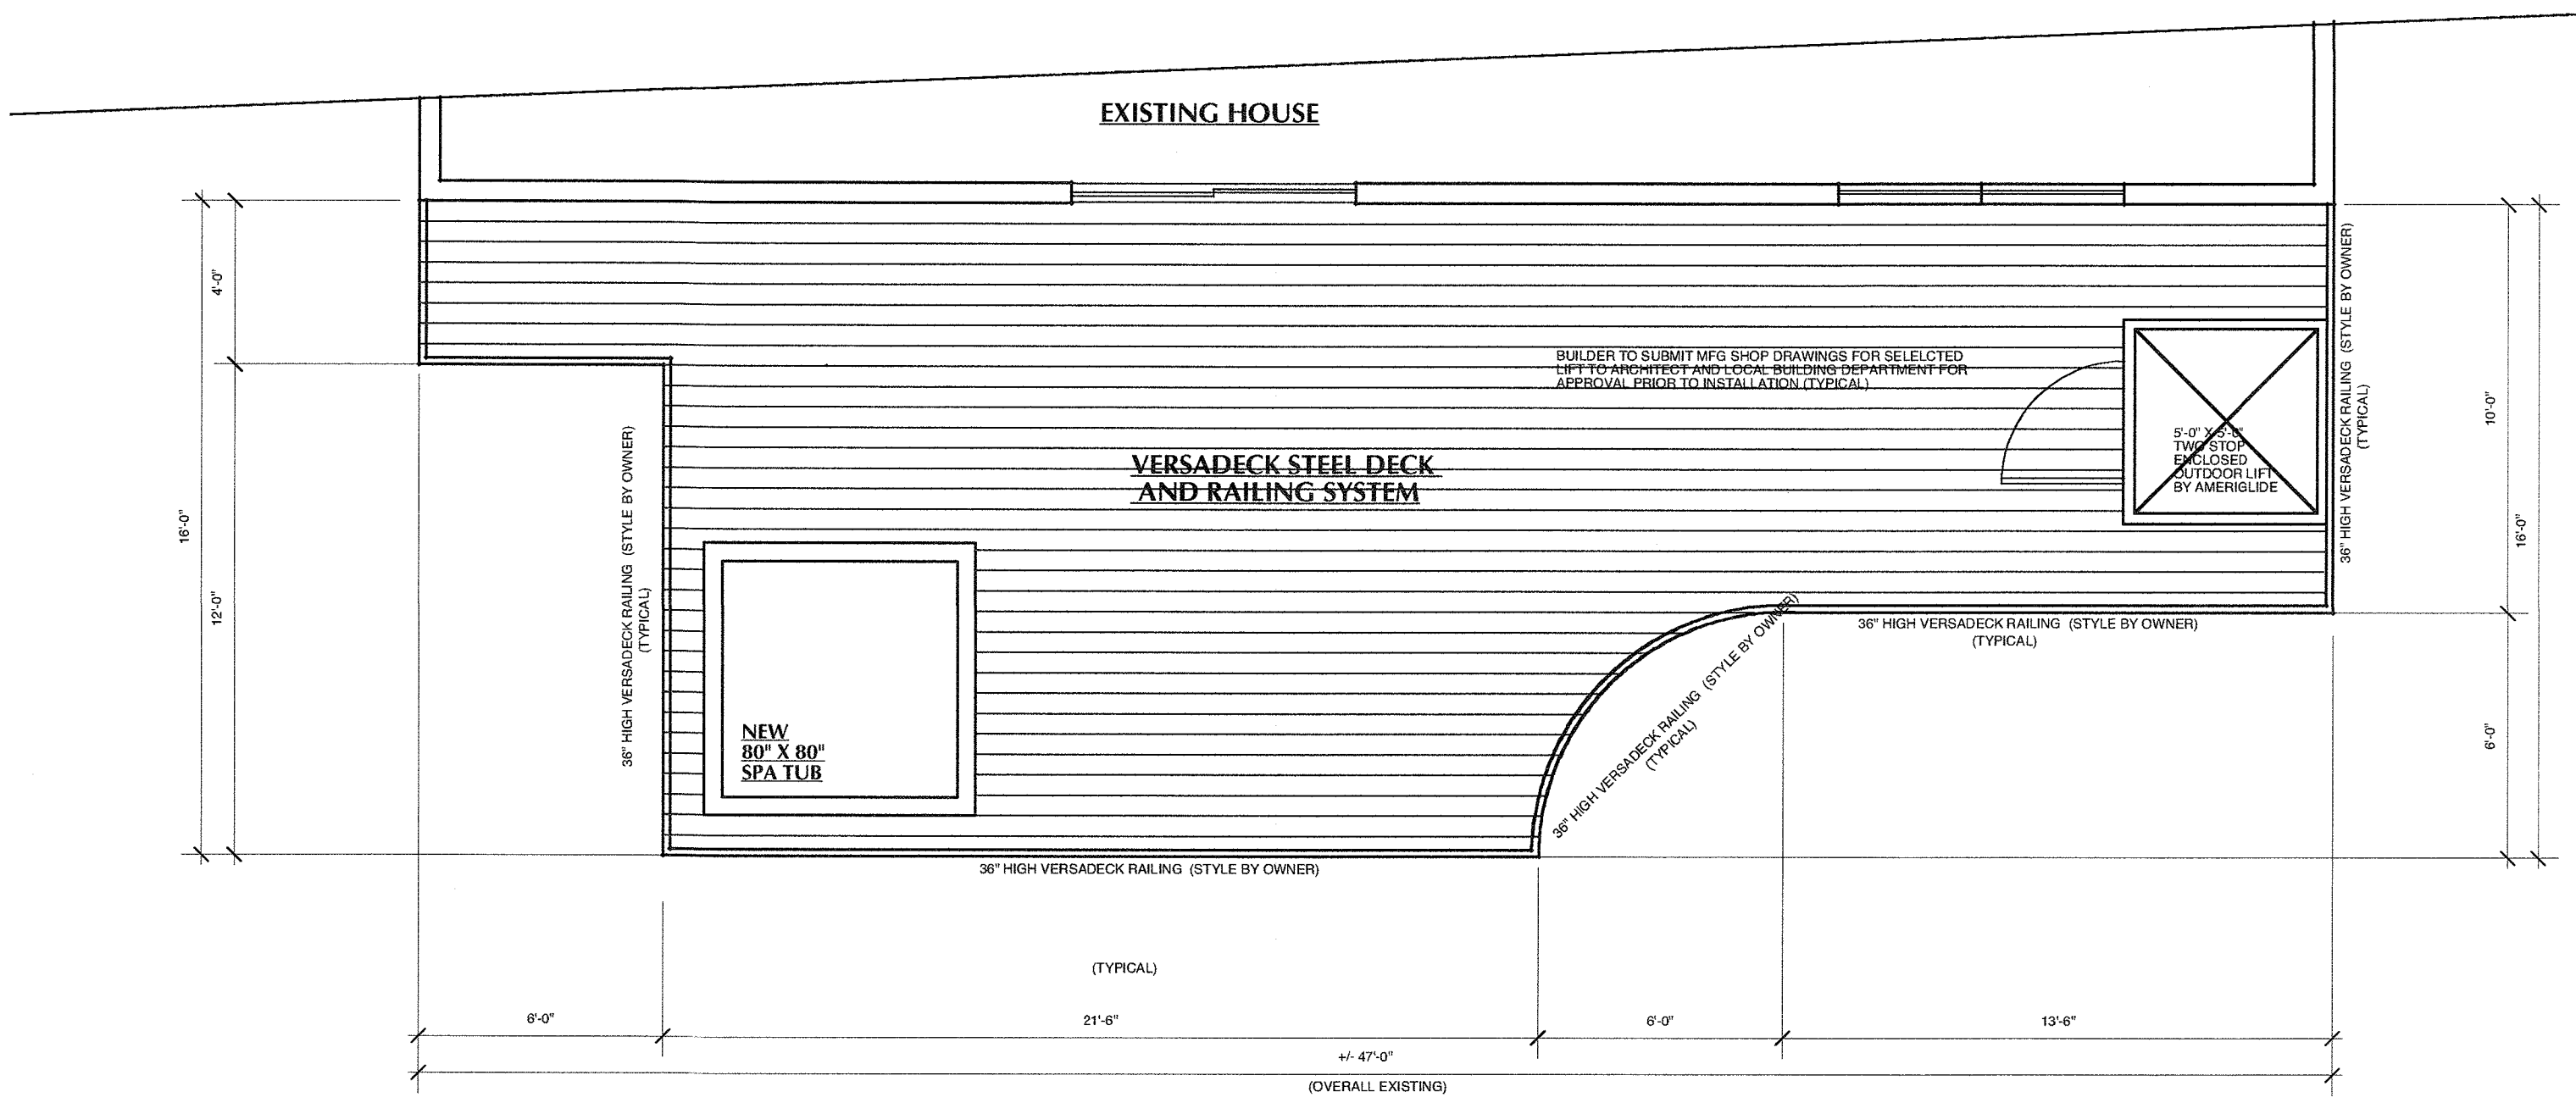 EXISTING HOUSE
4'-0"
16'-0"
12'-0"
36" HIGH VERSADECK RAILING (STYLE BY OWNER)
(TYPICAL)
BUILDER TO SUBMIT MFG SHOP DRAWINGS FOR SELELCTED
LIFT TO ARCHITECT AND LOCAL BUILDING DEPARTMENT FOR
APPROVAL PRIOR TO INSTALLATION (TYPICAL)
VERSADECK STEEL DECK
AND RAILING SYSTEM
5'-0" X 5'-0"
TWO STOP
ENCLOSED
OUTDOOR LIFT
BY AMERIGLIDE
36" HIGH VERSADECK RAILING (STYLE BY OWNER)
(TYPICAL)
10'-0"
16'-0"
6'-0"
NEW
80" X 80"
SPA TUB
36" HIGH VERSADECK RAILING (STYLE BY OWNER)
(TYPICAL)
36" HIGH VERSADECK RAILING (STYLE BY OWNER)
(TYPICAL)
36" HIGH VERSADECK RAILING (STYLE BY OWNER)
(TYPICAL)
6'-0"
21'-6"
6'-0"
13'-6"
+/- 47'-0"
(OVERALL EXISTING)